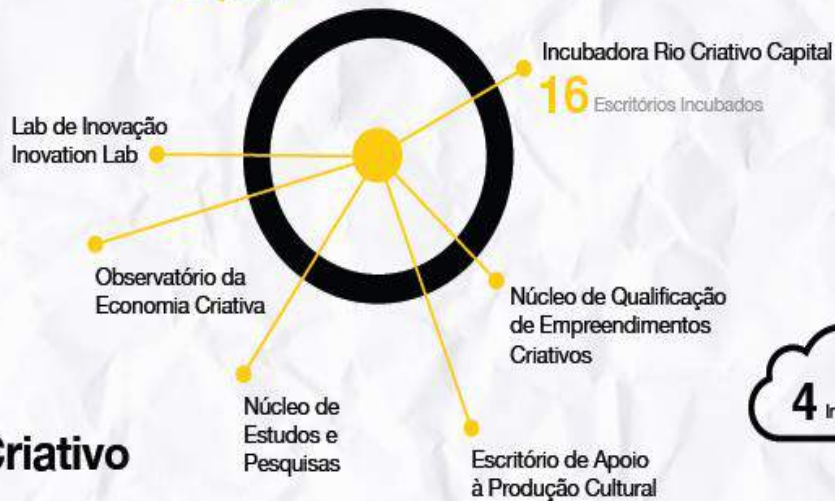 Incubadora Rio Criativo Capital
16 Escritórios Incubados
Lab de Inovação
Inovation Lab
Observatório da
Economia Criativa
Núcleo de Qualificação
de Empreendimentos
Criativos
Núcleo de
Estudos e
Pesquisas
Escritório de Apoio
à Produção Cultural
Criativo
4